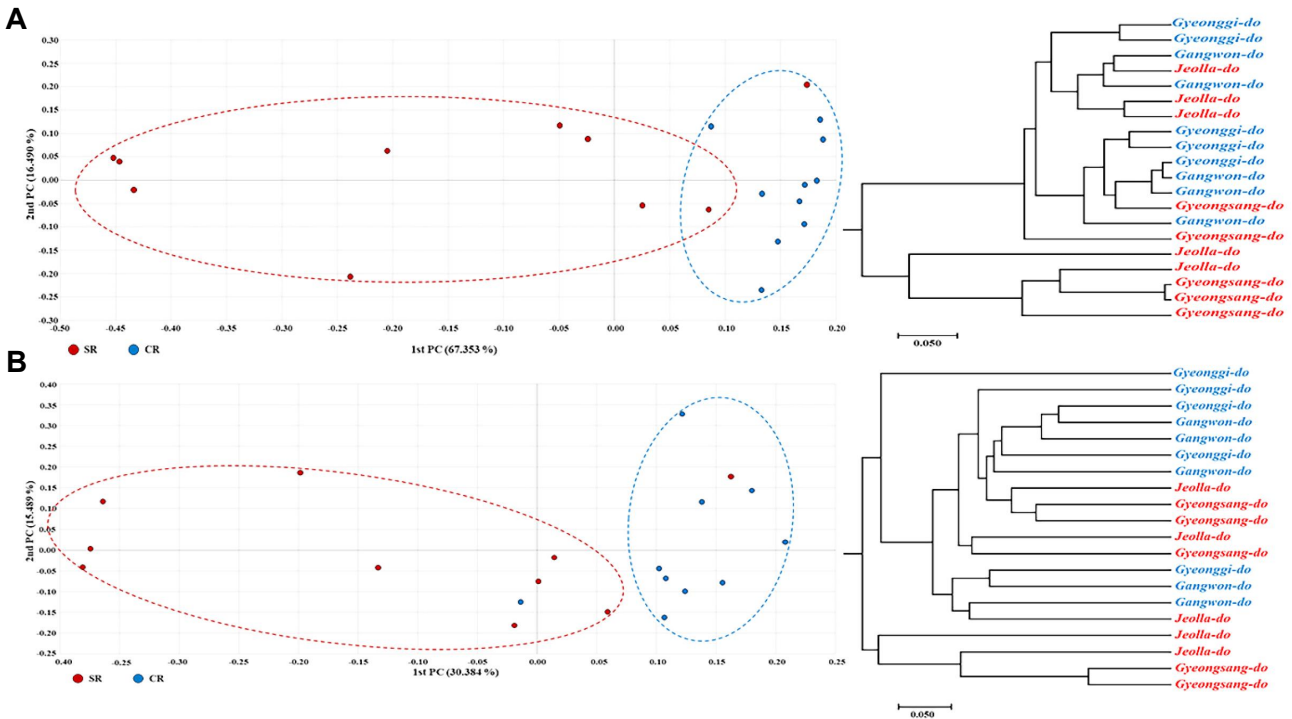 A
0.30
0.25
0.20
0.15
0.10
0.05
0.00
-0.05
-0.10
-0.15
-0.20
-0.25
-0.30
2nd PC (16.490 %)
-0.50 -0.45 -0.40 -0.35 -0.30 -0.25 -0.20 -0.15 -0.10 -0.05 0.00 0.05 0.10 0.15 0.20
1st PC (67.353 %)
SR CR
Gyeonggi-do
Gyeonggi-do
Gangwon-do
Jeolla-do
Gangwon-do
Jeolla-do
Jeolla-do
Gyeonggi-do
Gyeonggi-do
Gyeonggi-do
Gangwon-do
Gangwon-do
Gyeongsang-do
Gangwon-do
Gyeongsang-do
Jeolla-do
Jeolla-do
Gyeongsang-do
Gyeongsang-do
Gyeongsang-do
0.050
B
0.40
0.35
0.30
0.25
0.20
0.15
0.10
0.05
0.00
-0.05
-0.10
-0.15
-0.20
-0.25
2nd PC (15.489 %)
0.40 -0.25 -0.30 -0.25 -0.20 -0.15 -0.10 -0.05 0.00 0.05 0.10 0.15 0.20 0.25
1st PC (30.384 %)
SR CR
Gyeonggi-do
Gyeonggi-do
Gyeonggi-do
Gangwon-do
Gangwon-do
Gyeonggi-do
Gangwon-do
Jeolla-do
Gyeongsang-do
Gyeongsang-do
Jeolla-do
Gyeongsang-do
Gyeonggi-do
Gangwon-do
Gangwon-do
Jeolla-do
Jeolla-do
Jeolla-do
Gyeongsang-do
Gyeongsang-do
0.050